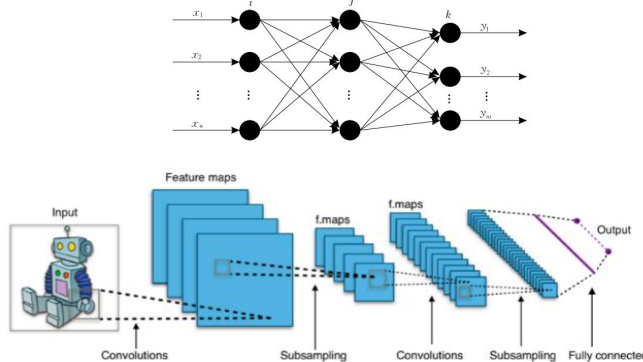 i j k
x1 y1
x2 y2
⋮ ⋮ ⋮ ⋮ ⋮
xn ym
Feature maps
Input
f.maps
f.maps
Output
Convolutions Subsampling Convolutions Subsampling Fully connected